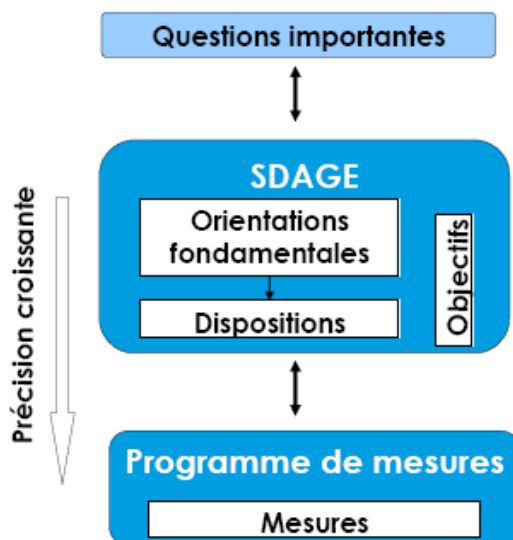 Questions importantes
SDAGE
Orientations
fondamentales
Dispositions
Objectifs
Précision croissante
Programme de mesures
Mesures